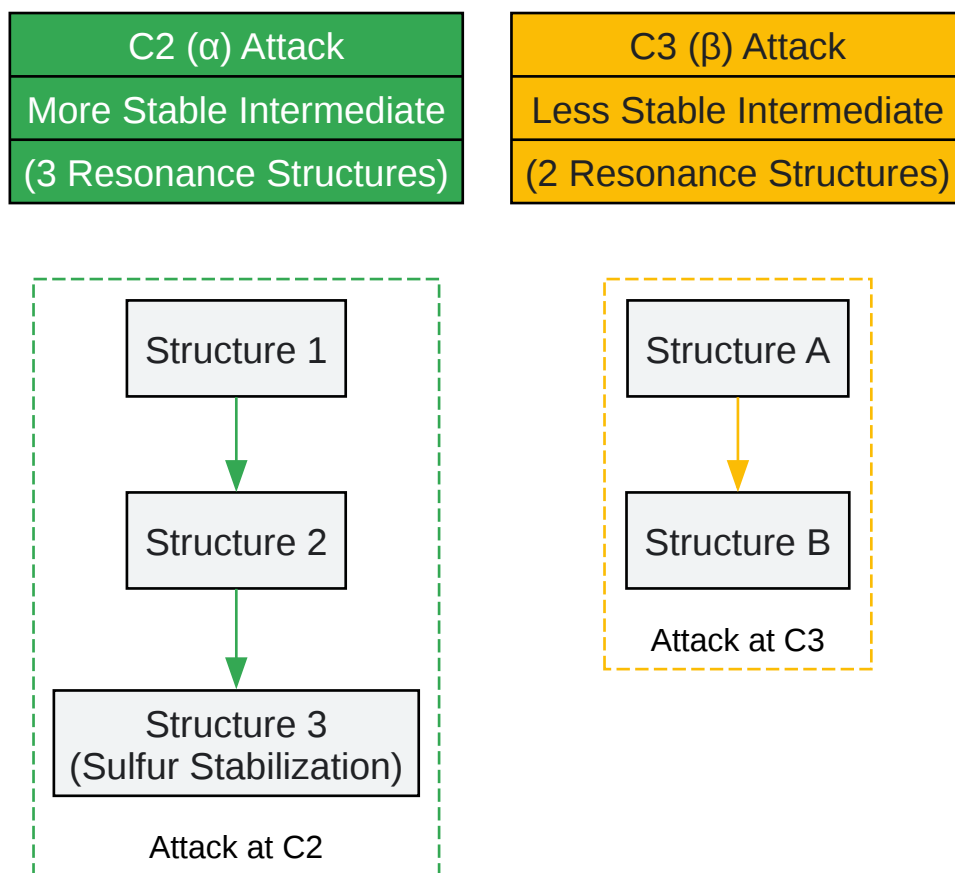 C2 (α) Attack
More Stable Intermediate
(3 Resonance Structures)
C3 (β) Attack
Less Stable Intermediate
(2 Resonance Structures)
Structure 1
Structure 2
Structure 3
(Sulfur Stabilization)
Attack at C2
Structure A
Structure B
Attack at C3